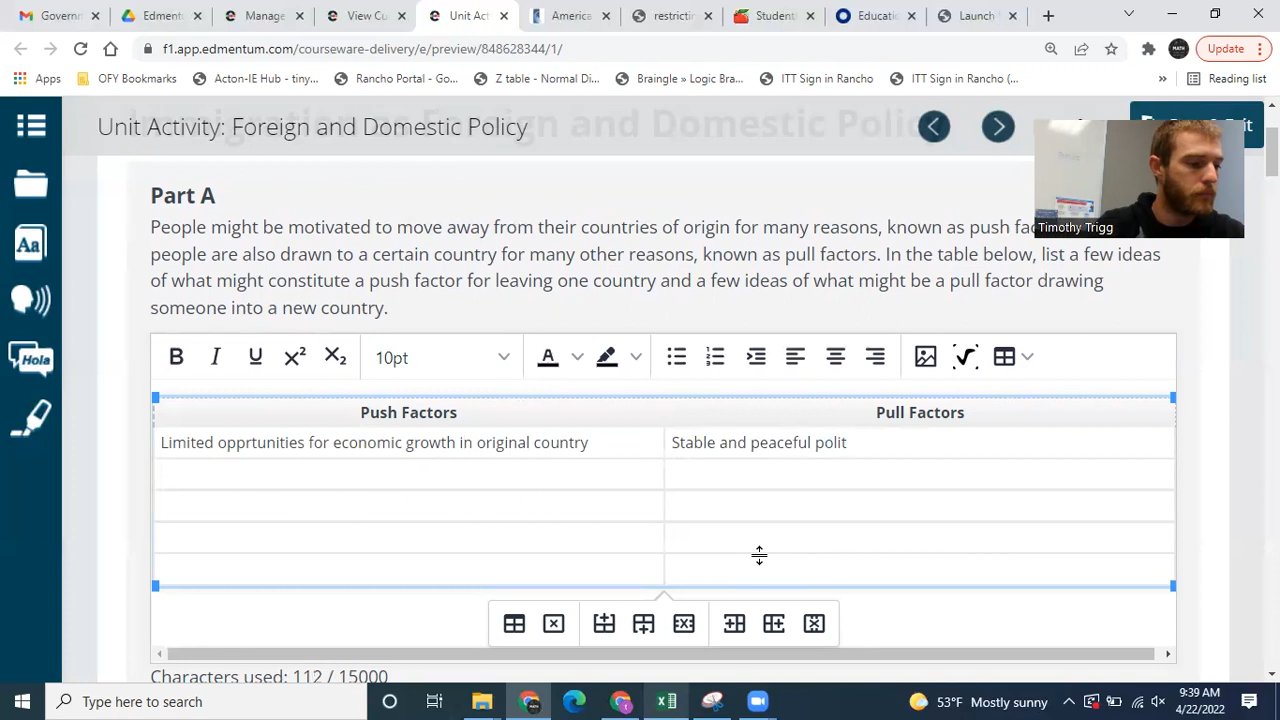 Govern
Edment
Manage
View Cu
Unit Act
America
restrictin
Student
Educatio
Launch
f1.app.edmentum.com/courseware-delivery/e/preview/848628344/1/
Update
Apps
OFY Bookmarks
Acton-IE Hub - tiny...
Rancho Portal - Go...
Z table - Normal Di...
Braingle » Logic Bra...
ITT Sign in Rancho
ITT Sign in Rancho (...
»
Reading list
Unit Activity: Foreign and Domestic Policy
Timothy Trigg
Part A
People might be motivated to move away from their countries of origin for many reasons, known as push fa
people are also drawn to a certain country for many other reasons, known as pull factors. In the table below, list a few ideas
of what might constitute a push factor for leaving one country and a few ideas of what might be a pull factor drawing
someone into a new country.
B I U X² X₂ 10pt A
Push Factors
Pull Factors
Limited opprtunities for economic growth in original country
Stable and peaceful polit
Characters used: 112 / 15000
Aa
Hola
Type here to search
53°F Mostly sunny
9:39 AM
4/22/2022